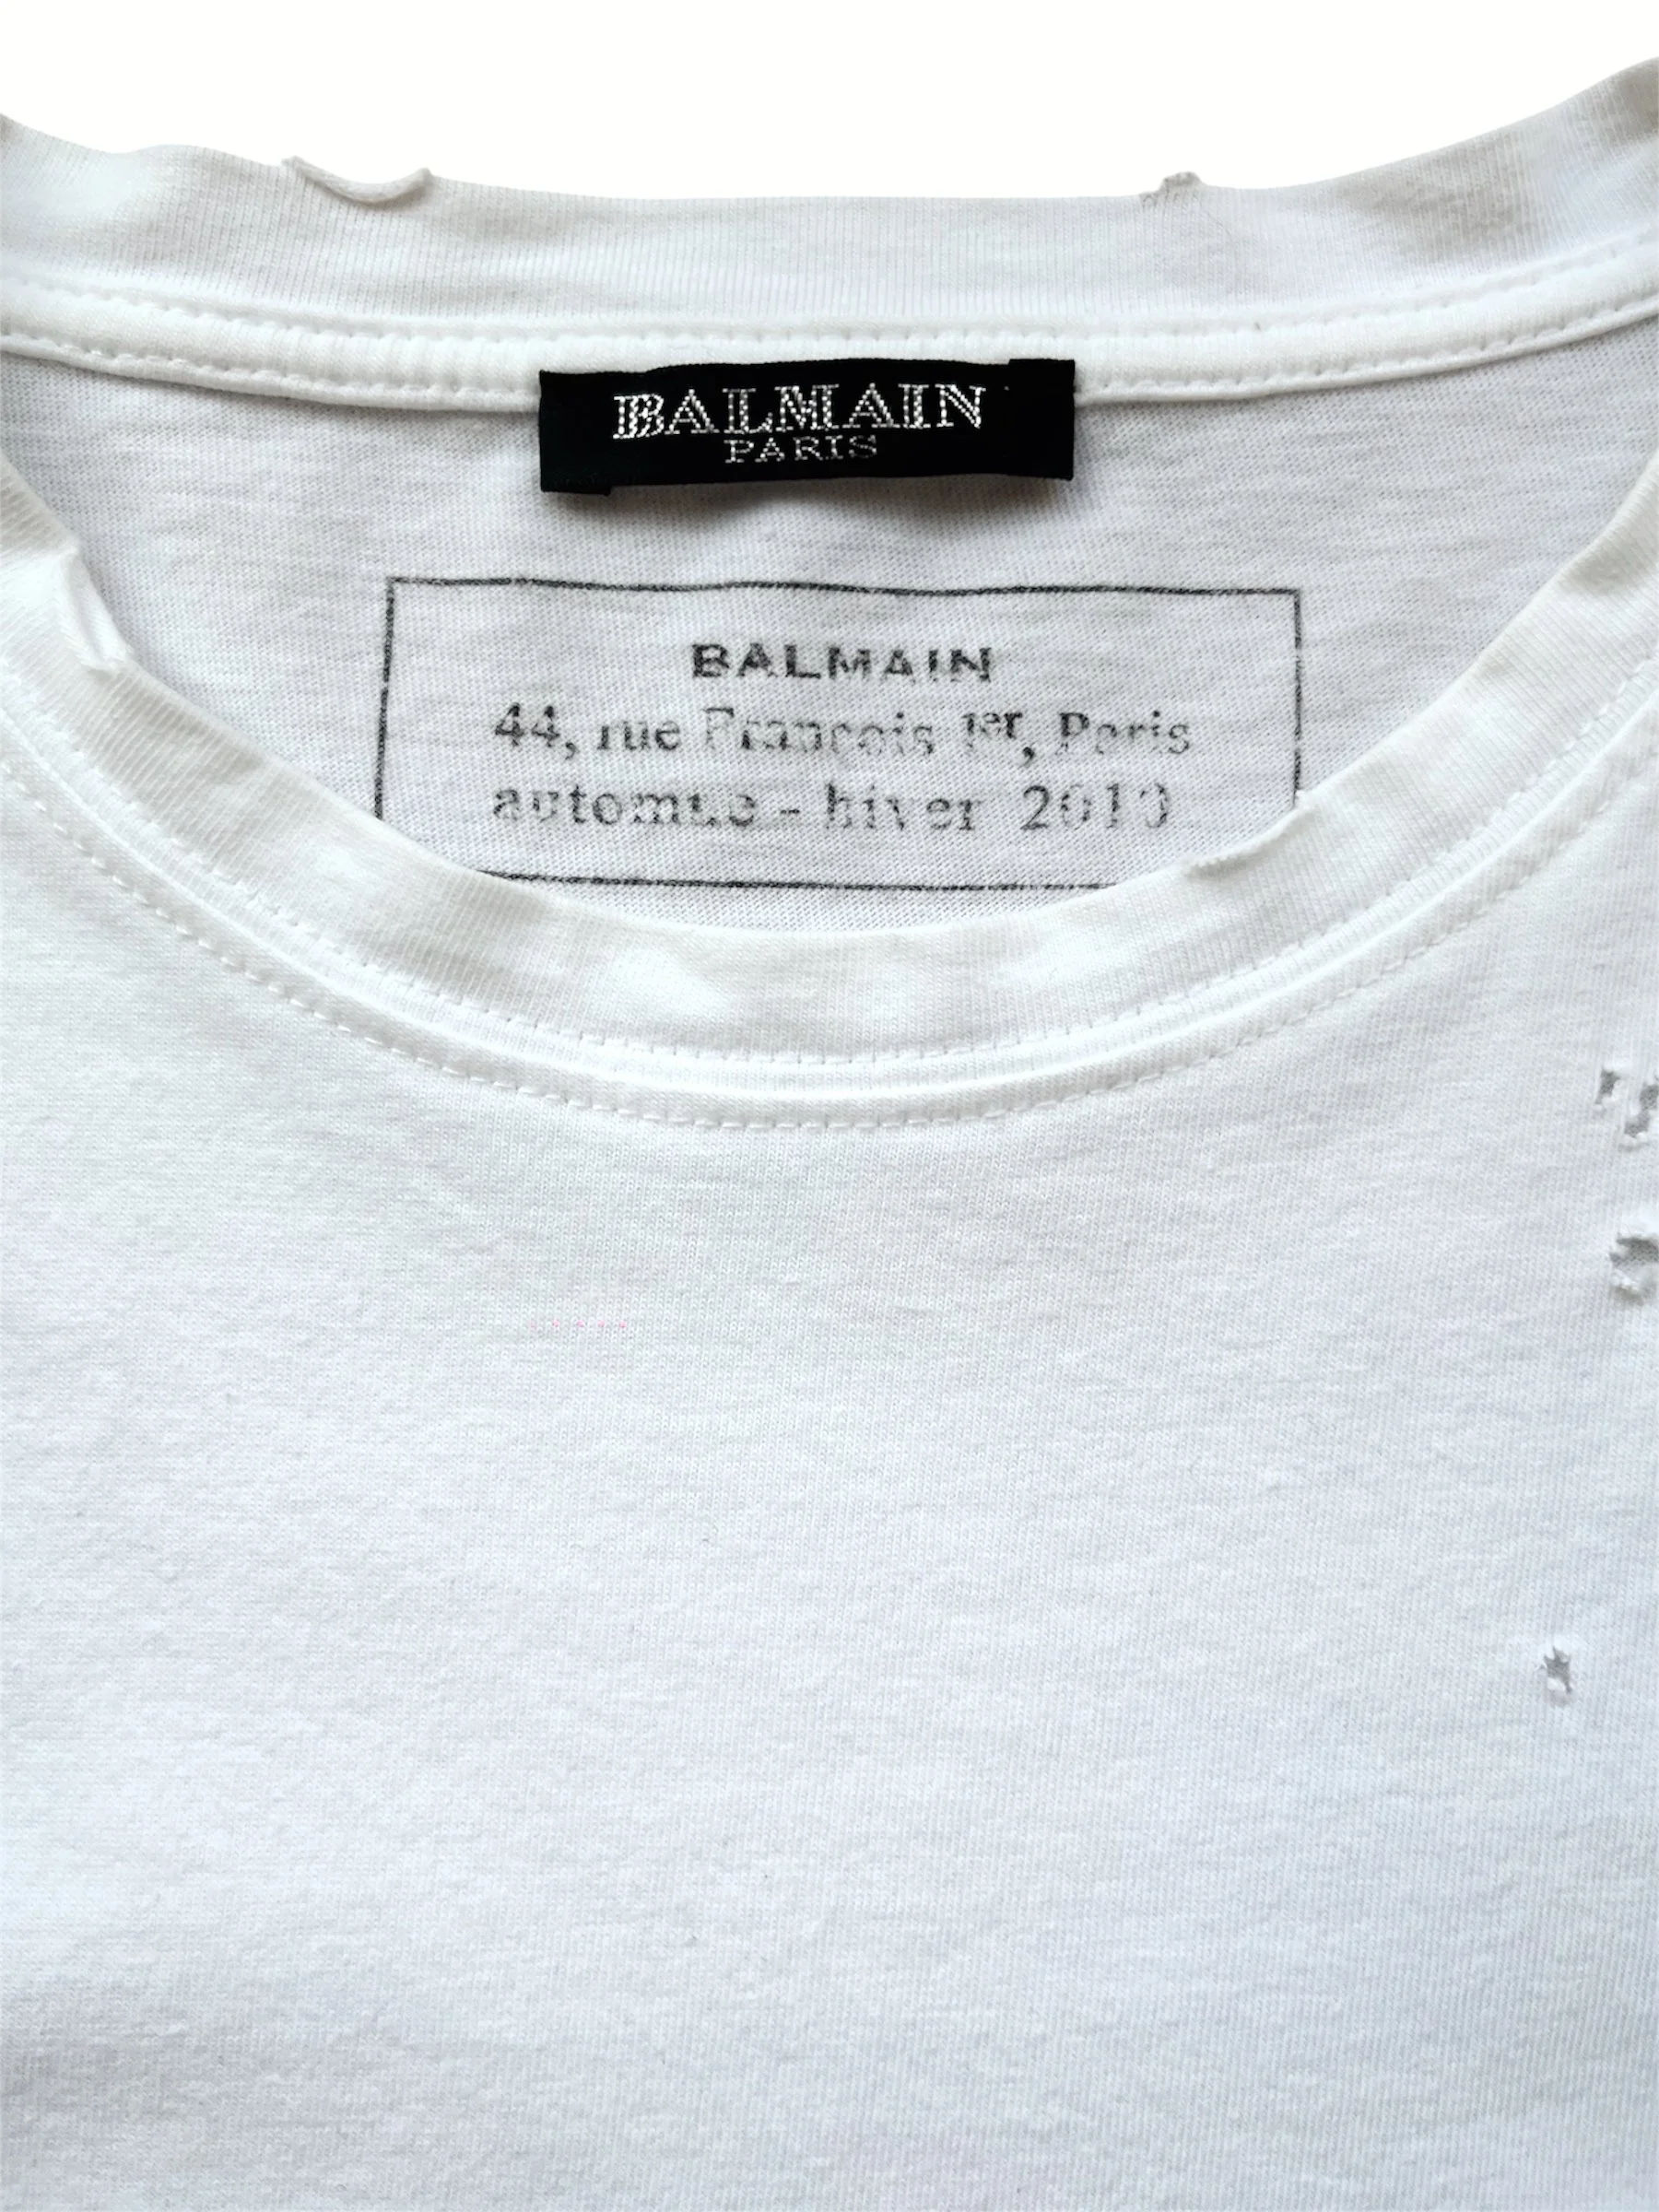 BALMAIN
PARIS
BALMAIN
44, rue François 1er, Paris
automne - hiver 2010